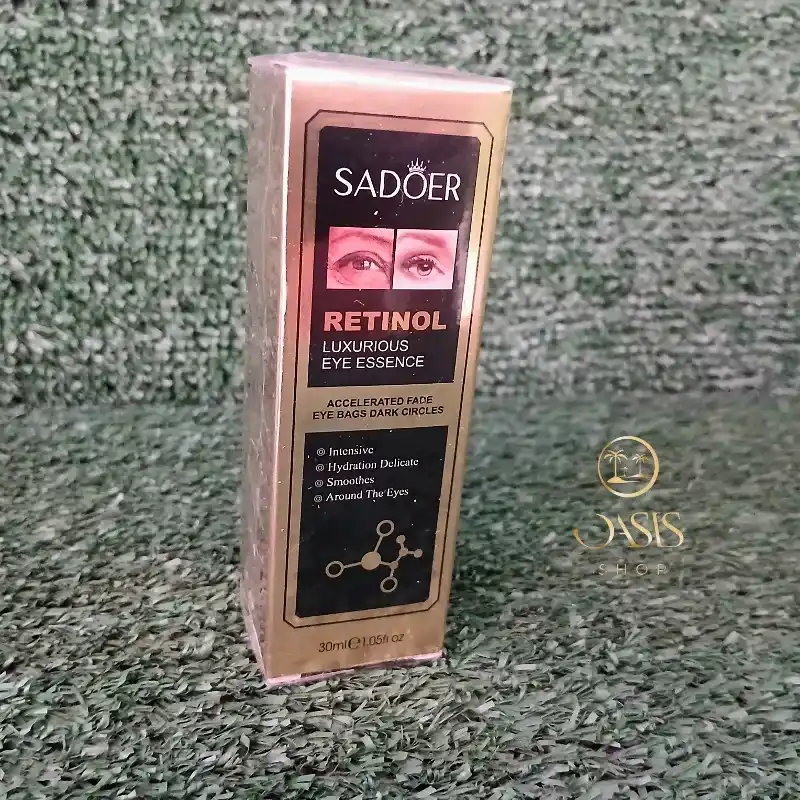 SADOER
RETINOL
LUXURIOUS
EYE ESSENCE
ACCELERATED FADE
EYE BAGS DARK CIRCLES
◎ Intensive
◎ Hydration Delicate
◎ Smoothes
◎ Around The Eyes
30ml ℮ 1.05fl oz
OASIS
SHOP